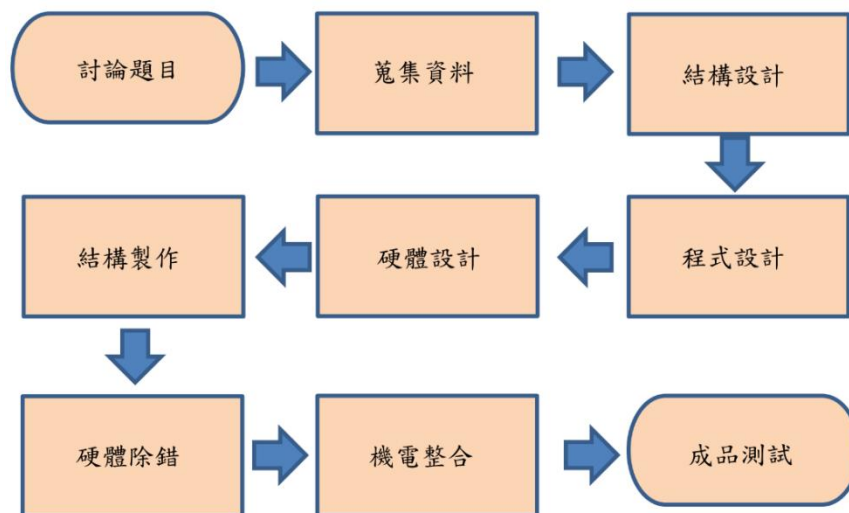 討論題目
蒐集資料
結構設計
程式設計
硬體設計
結構製作
硬體除錯
機電整合
成品測試